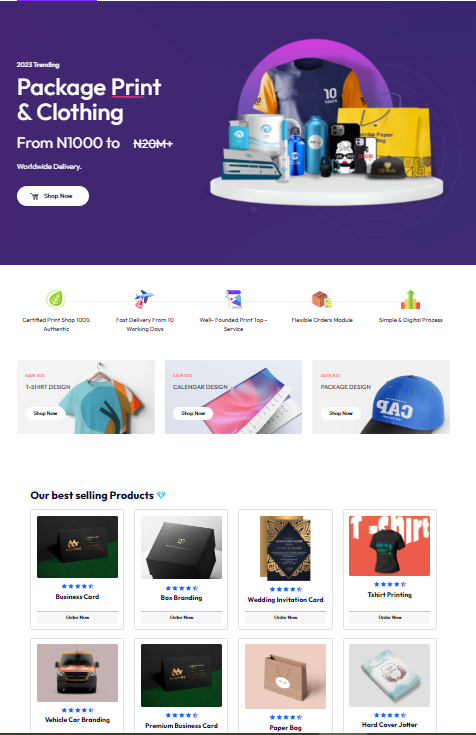 2023 Trending
Package Print
& Clothing
From N1000 to N20M+
Worldwide Delivery.
Shop Now
Certified Print Shop 100%
Authentic
Fast Delivery From 10
Working Days
Well- Founded Print Top -
Service
Flexible Orders Module
Simple & Digital Process
SAVE 30%
T-SHIRT DESIGN
Shop Now
SAVE 30%
CALENDAR DESIGN
Shop Now
SAVE 30%
PACKAGE DESIGN
Shop Now
CAP
Our best selling Products
T-shirt
Business Card
Order Now
Box Branding
Order Now
Wedding Invitation Card
Order Now
Tshirt Printing
Order Now
Vehicle Car Branding
Premium Business Card
Paper Bag
Hard Cover Jotter